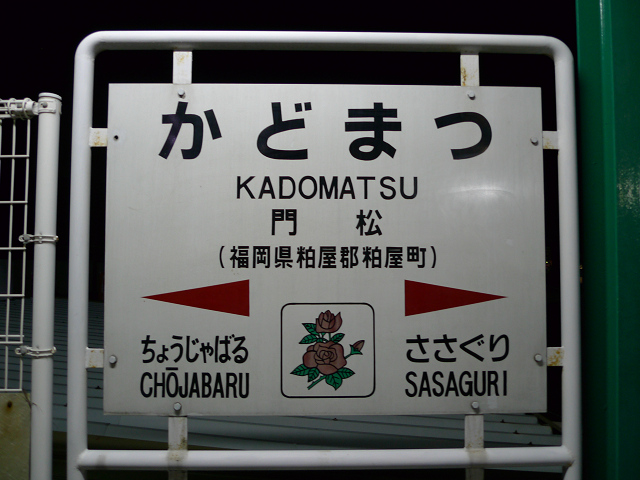 かどまつ
KADOMATSU
門松
(福岡県粕屋郡粕屋町)
ちょうじゃばる
CHŌJABARU
ささぐり
SASAGURI